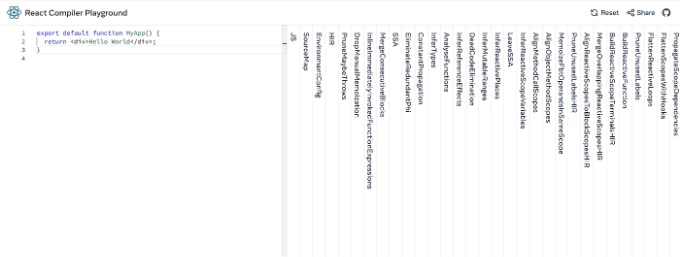 React Compiler Playground
Reset
Share
1 export default function MyApp() {
2 return <div>Hello World</div>;
3 }
4
JS
SourceMap
EnvironmentConfig
HIR
PruneMaybeThrows
DropManualMemoization
InlineImmediatelyInvokedFunctionExpressions
MergeConsecutiveBlocks
SSA
EliminateRedundantPhi
ConstantPropagation
InferTypes
AnalyseFunctions
InferReferenceEffects
DeadCodeElimination
InferMutableRanges
InferReactivePlaces
LeaveSSA
InferReactiveScopeVariables
AlignMethodCallScopes
AlignObjectMethodScopes
MemoizeFbtOperandsInSameScope
PruneUnusedLabelsHIR
AlignReactiveScopesToBlockScopesHIR
MergeOverlappingReactiveScopesHIR
BuildReactiveScopeTerminalsHIR
BuildReactiveFunction
PruneUnusedLabels
FlattenReactiveLoops
FlattenScopesWithHooks
PropagateScopeDependencies